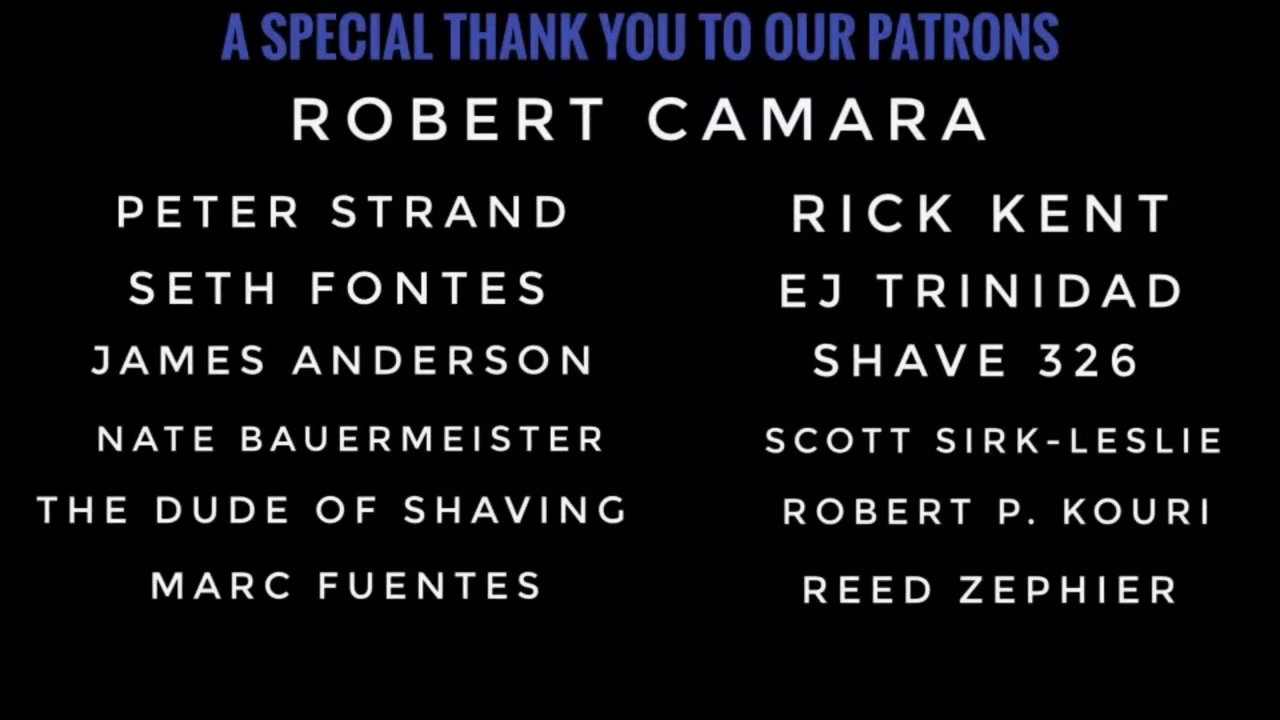 A SPECIAL THANK YOU TO OUR PATRONS
ROBERT CAMARA
PETER STRAND
RICK KENT
SETH FONTES
EJ TRINIDAD
JAMES ANDERSON
SHAVE 326
NATE BAUERMEISTER
SCOTT SIRK-LESLIE
THE DUDE OF SHAVING
ROBERT P. KOURI
MARC FUENTES
REED ZEPHIER